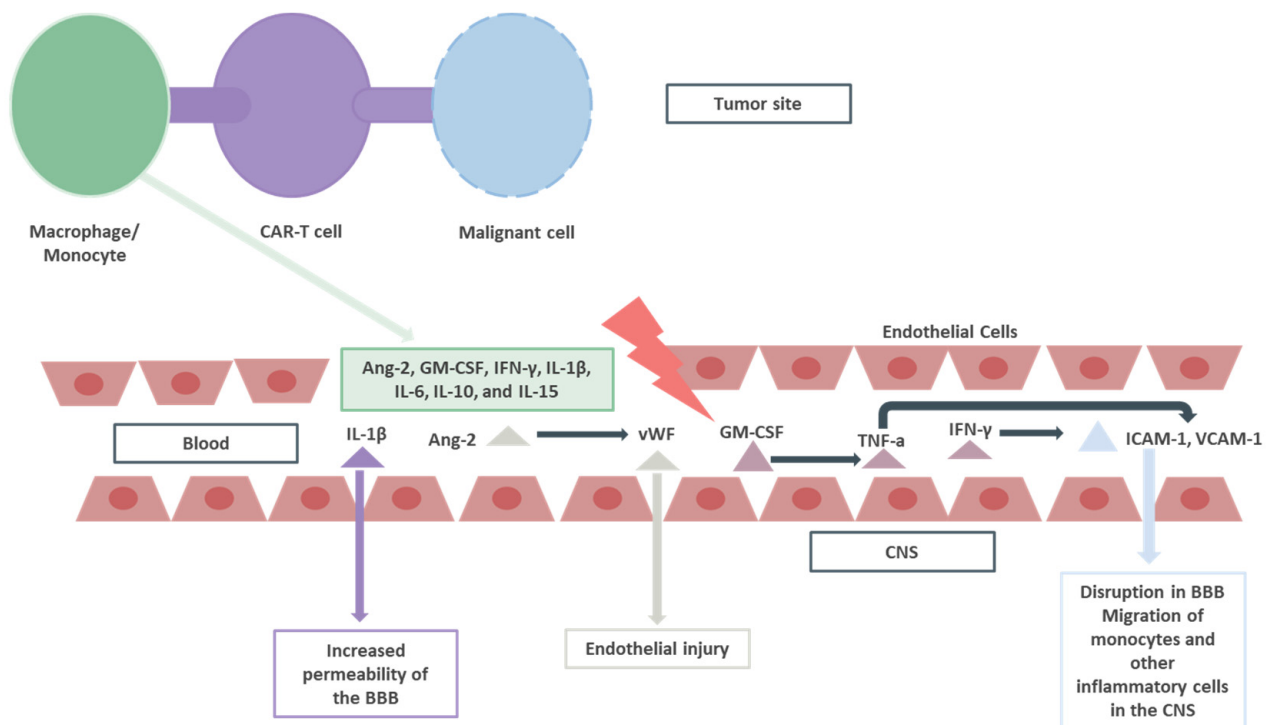 Tumor site
Macrophage/
Monocyte
CAR-T cell
Malignant cell
Endothelial Cells
Ang-2, GM-CSF, IFN-γ, IL-1β,
IL-6, IL-10, and IL-15
Blood
IL-1β
Ang-2
vWF
GM-CSF
TNF-a
IFN-γ
ICAM-1, VCAM-1
CNS
Increased
permeability of
the BBB
Endothelial injury
Disruption in BBB
Migration of
monocytes and
other
inflammatory cells
in the CNS